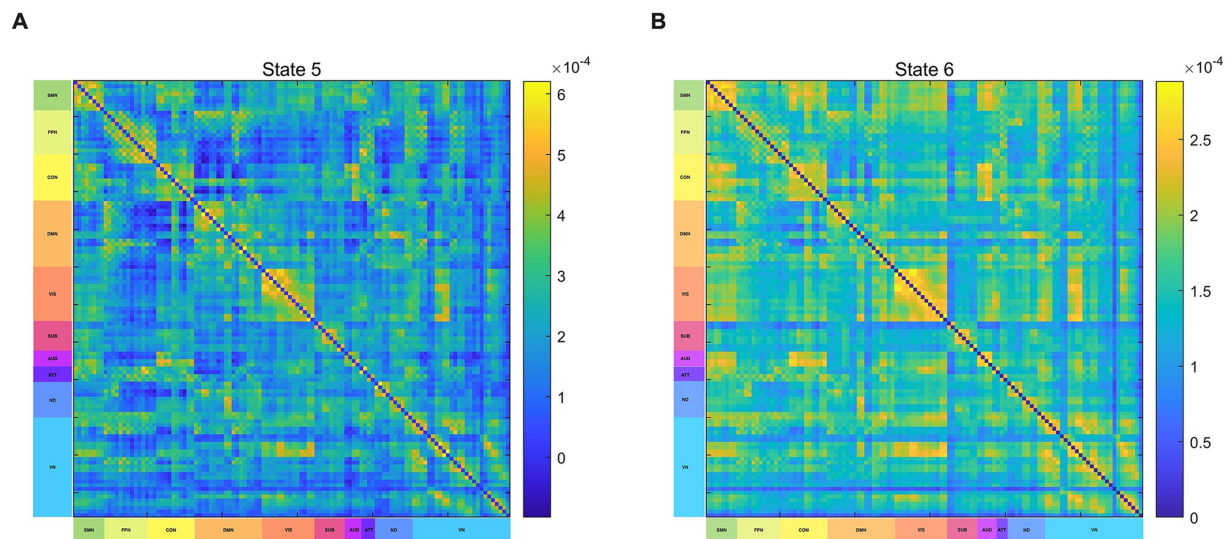 A
State 5
×10⁻⁴
SMN
FPN
CON
DMN
VIS
SUB
AUD
ATT
ND
VN
SMN FPN CON DMN VIS SUB AUD ATT ND VN
6
5
4
3
2
1
0
B
State 6
×10⁻⁴
SMN
FPN
CON
DMN
VIS
SUB
AUD
ATT
ND
VN
SMN FPN CON DMN VIS SUB AUD ATT ND VN
2.5
2
1.5
1
0.5
0